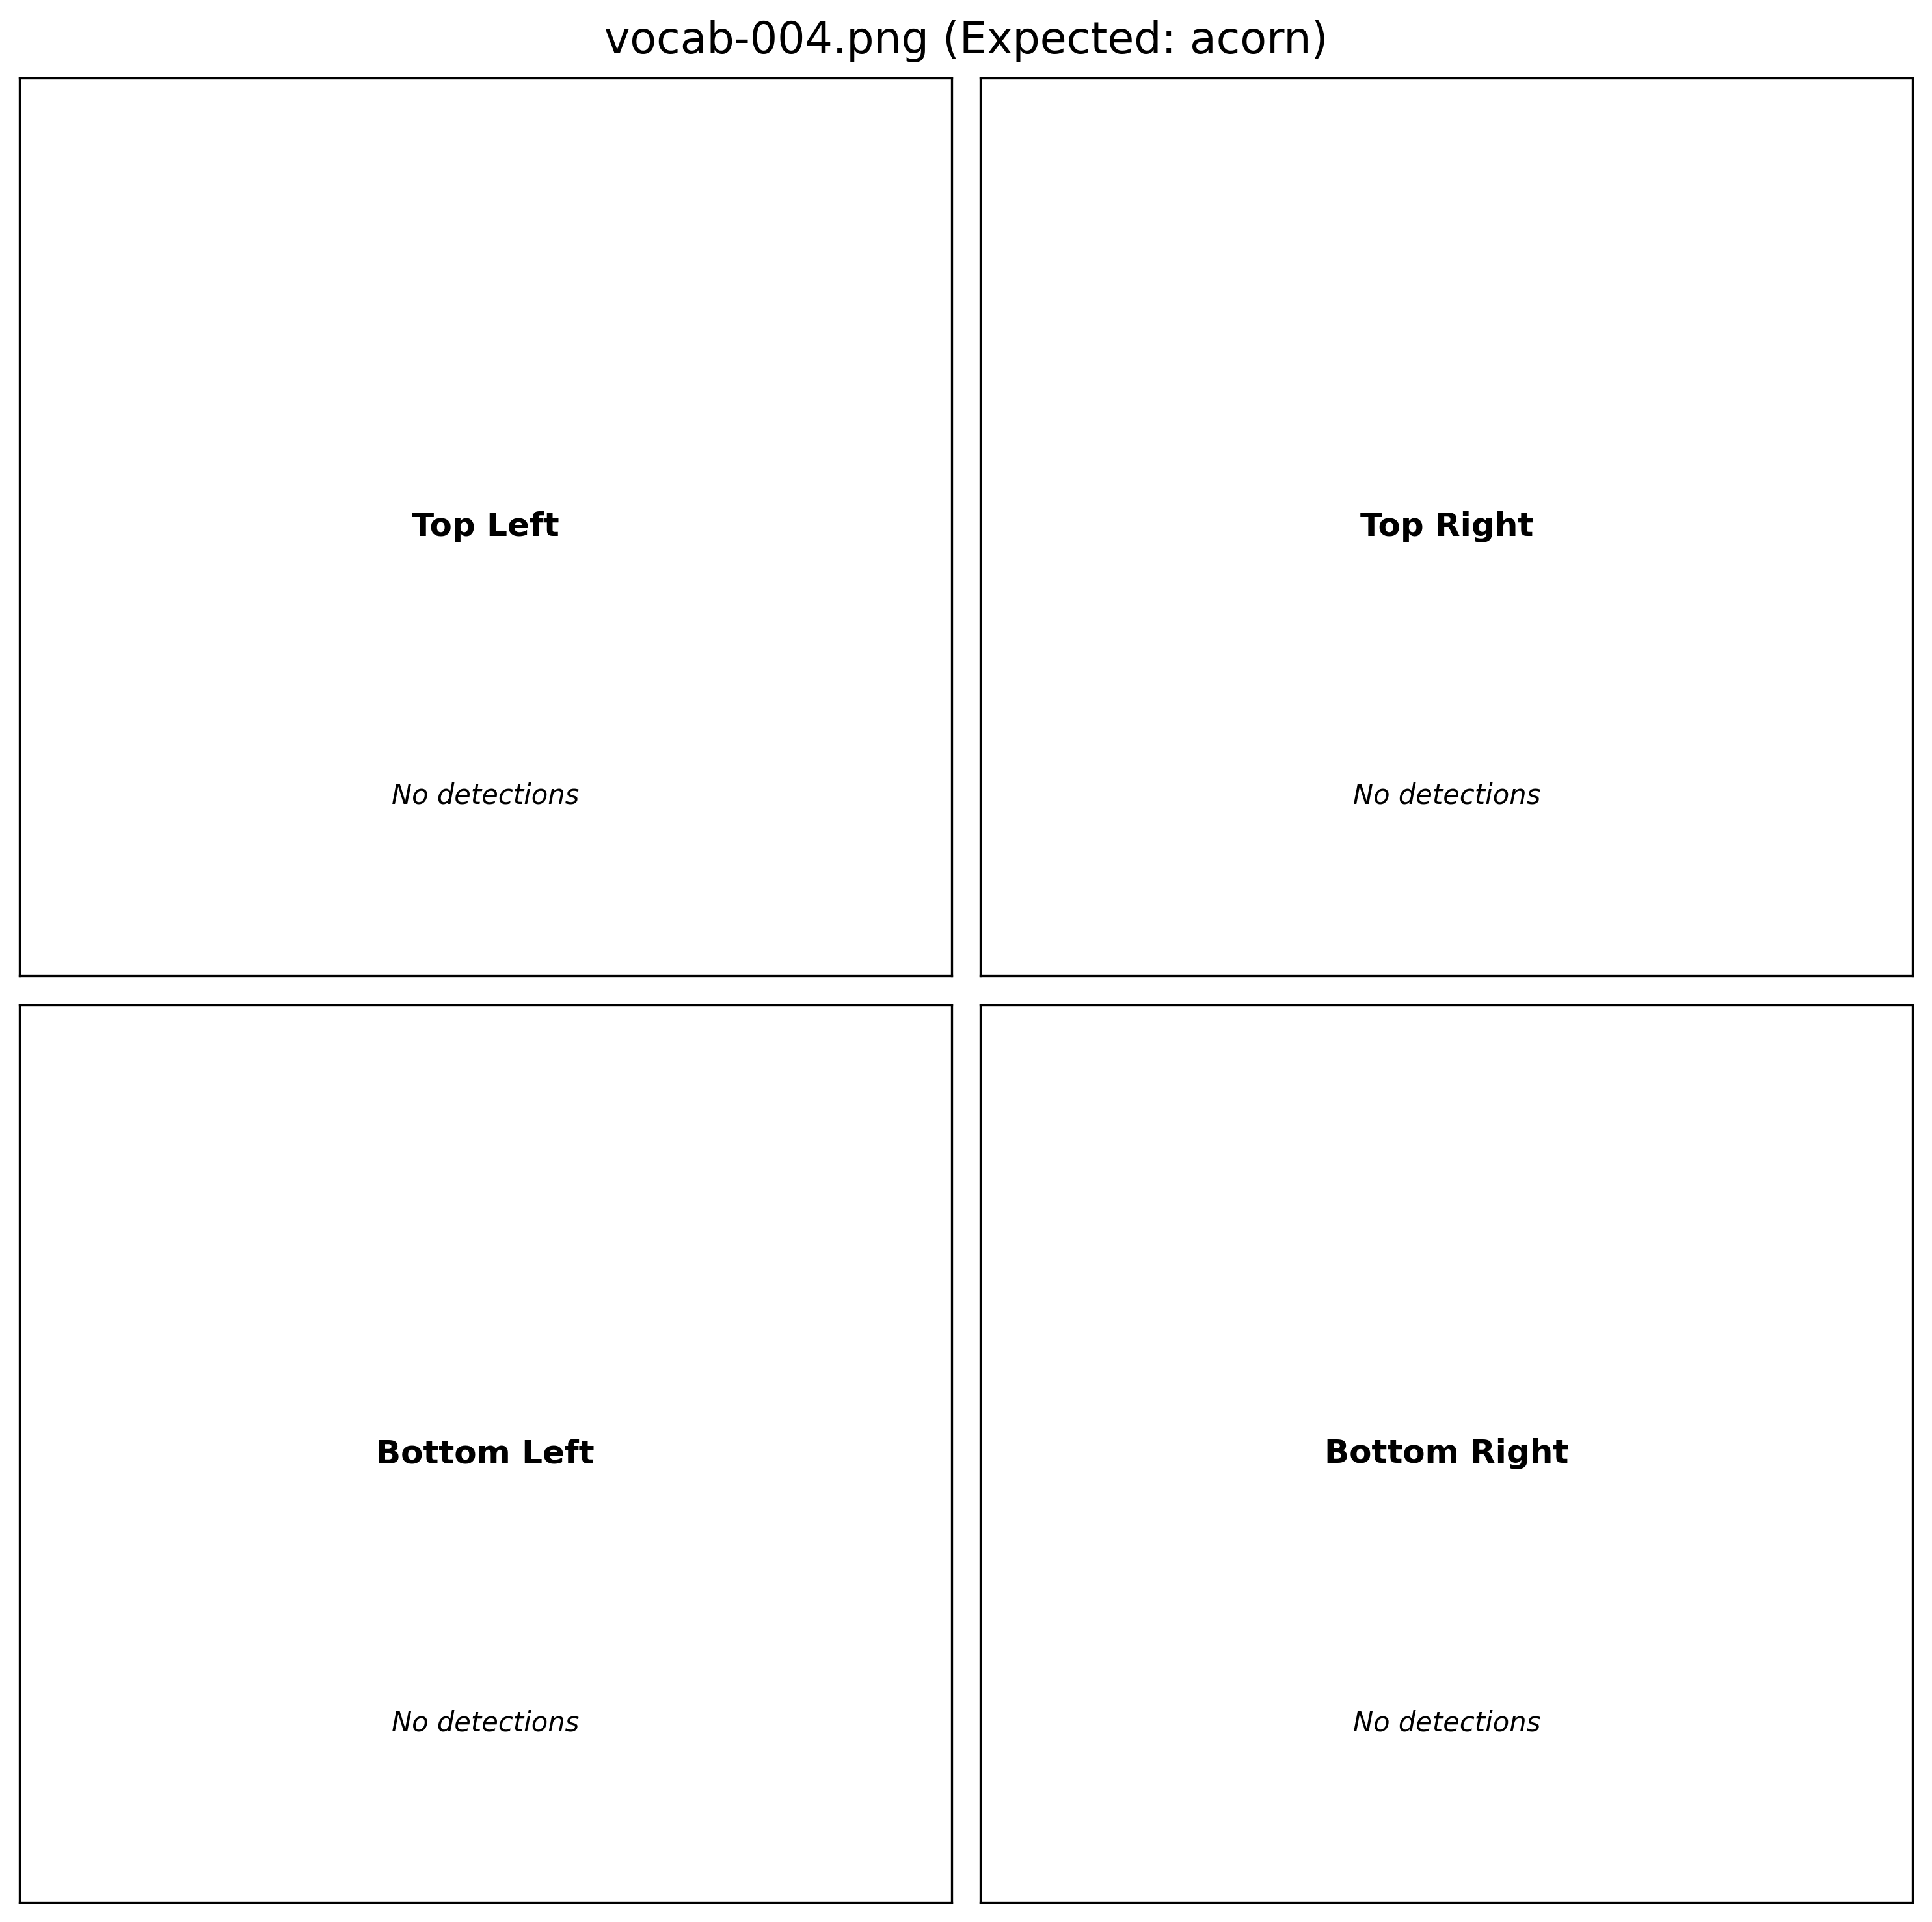 vocab-004.png (Expected: acorn)
Top Left
No detections
Top Right
No detections
Bottom Left
No detections
Bottom Right
No detections